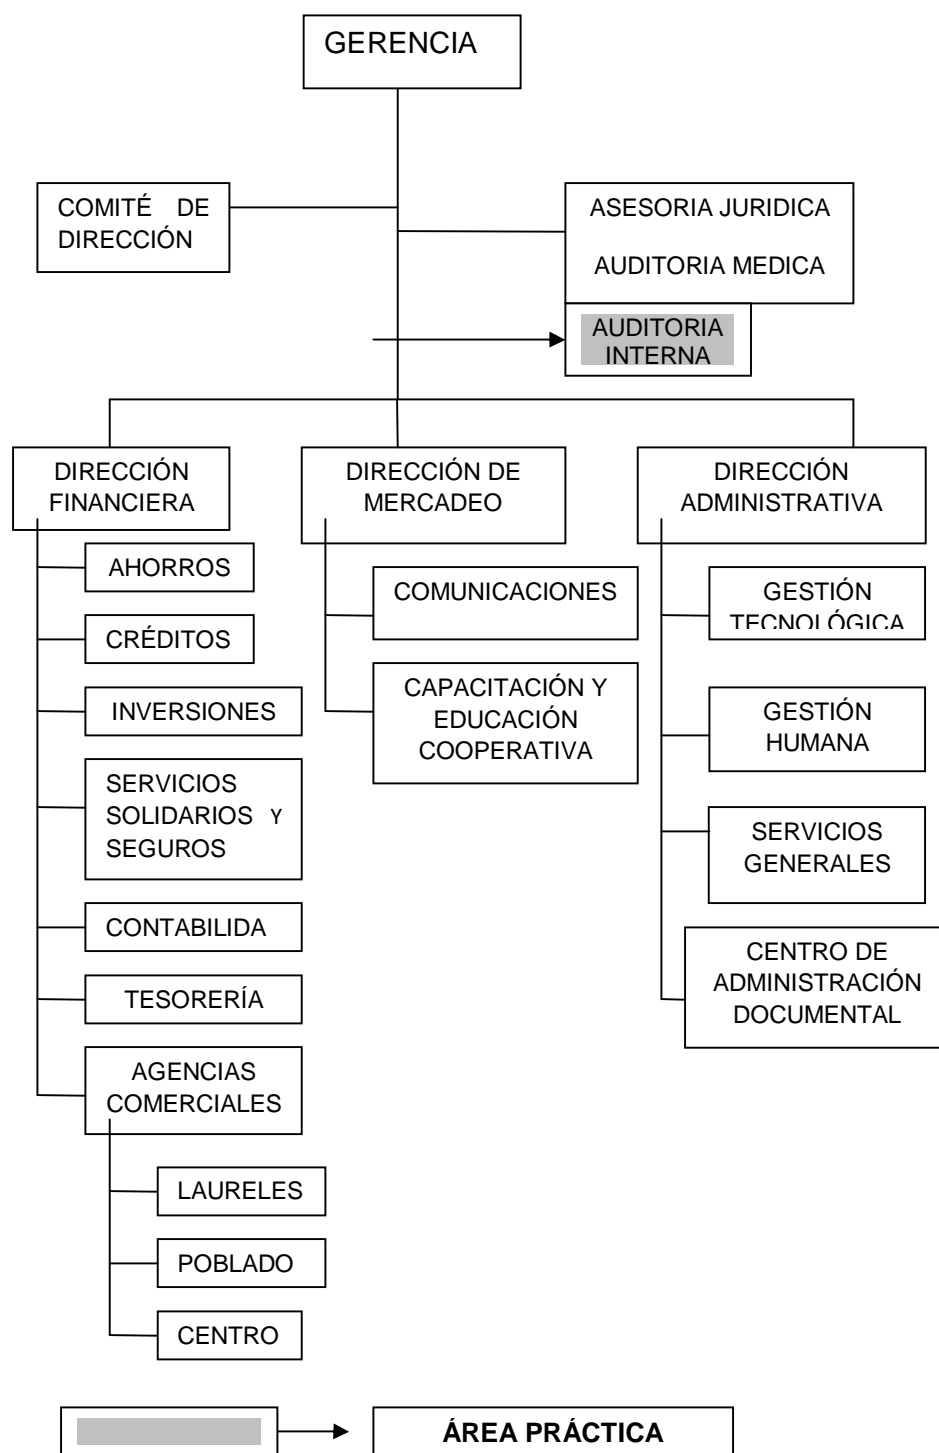 GERENCIA
COMITÉ DE
DIRECCIÓN
ASESORIA JURIDICA
AUDITORIA MEDICA
AUDITORIA
INTERNA
DIRECCIÓN
FINANCIERA
AHORROS
CRÉDITOS
INVERSIONES
SERVICIOS
SOLIDARIOS Y
SEGUROS
CONTABILIDA
TESORERÍA
AGENCIAS
COMERCIALES
LAURELES
POBLADO
CENTRO
DIRECCIÓN DE
MERCADEO
COMUNICACIONES
CAPACITACIÓN Y
EDUCACIÓN
COOPERATIVA
DIRECCIÓN
ADMINISTRATIVA
GESTIÓN
TECNOLÓGICA
GESTIÓN
HUMANA
SERVICIOS
GENERALES
CENTRO DE
ADMINISTRACIÓN
DOCUMENTAL
ÁREA PRÁCTICA